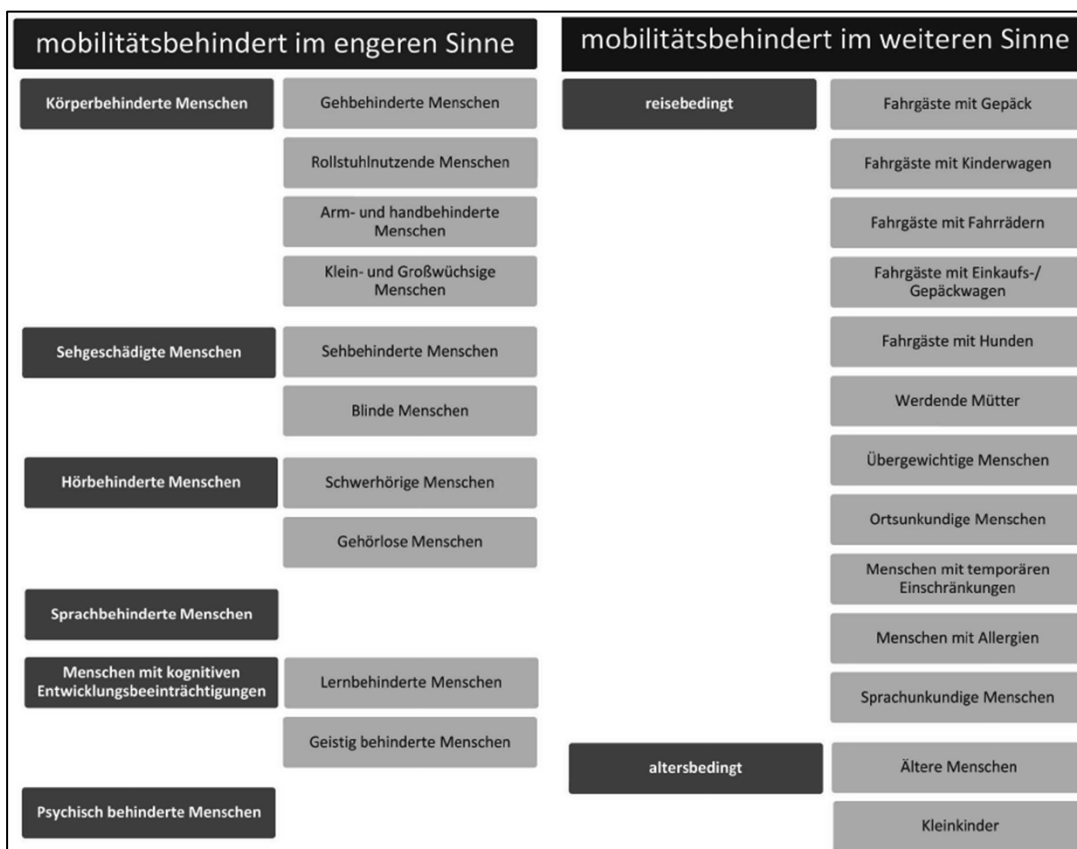 mobilitätsbehindert im engeren Sinne
Körperbehinderte Menschen
Gehbehinderte Menschen
Rollstuhlnutzende Menschen
Arm- und handbehinderte
Menschen
Klein- und Großwüchsige
Menschen
Sehgeschädigte Menschen
Sehbehinderte Menschen
Blinde Menschen
Hörbehinderte Menschen
Schwerhörige Menschen
Gehörlose Menschen
Sprachbehinderte Menschen
Menschen mit kognitiven
Entwicklungsbeeinträchtigungen
Lernbehinderte Menschen
Geistig behinderte Menschen
Psychisch behinderte Menschen
mobilitätsbehindert im weiteren Sinne
reisebedingt
Fahrgäste mit Gepäck
Fahrgäste mit Kinderwagen
Fahrgäste mit Fahrrädern
Fahrgäste mit Einkaufs-/
Gepäckwagen
Fahrgäste mit Hunden
Werdende Mütter
Übergewichtige Menschen
Ortsunkundige Menschen
Menschen mit temporären
Einschränkungen
Menschen mit Allergien
Sprachunkundige Menschen
altersbedingt
Ältere Menschen
Kleinkinder